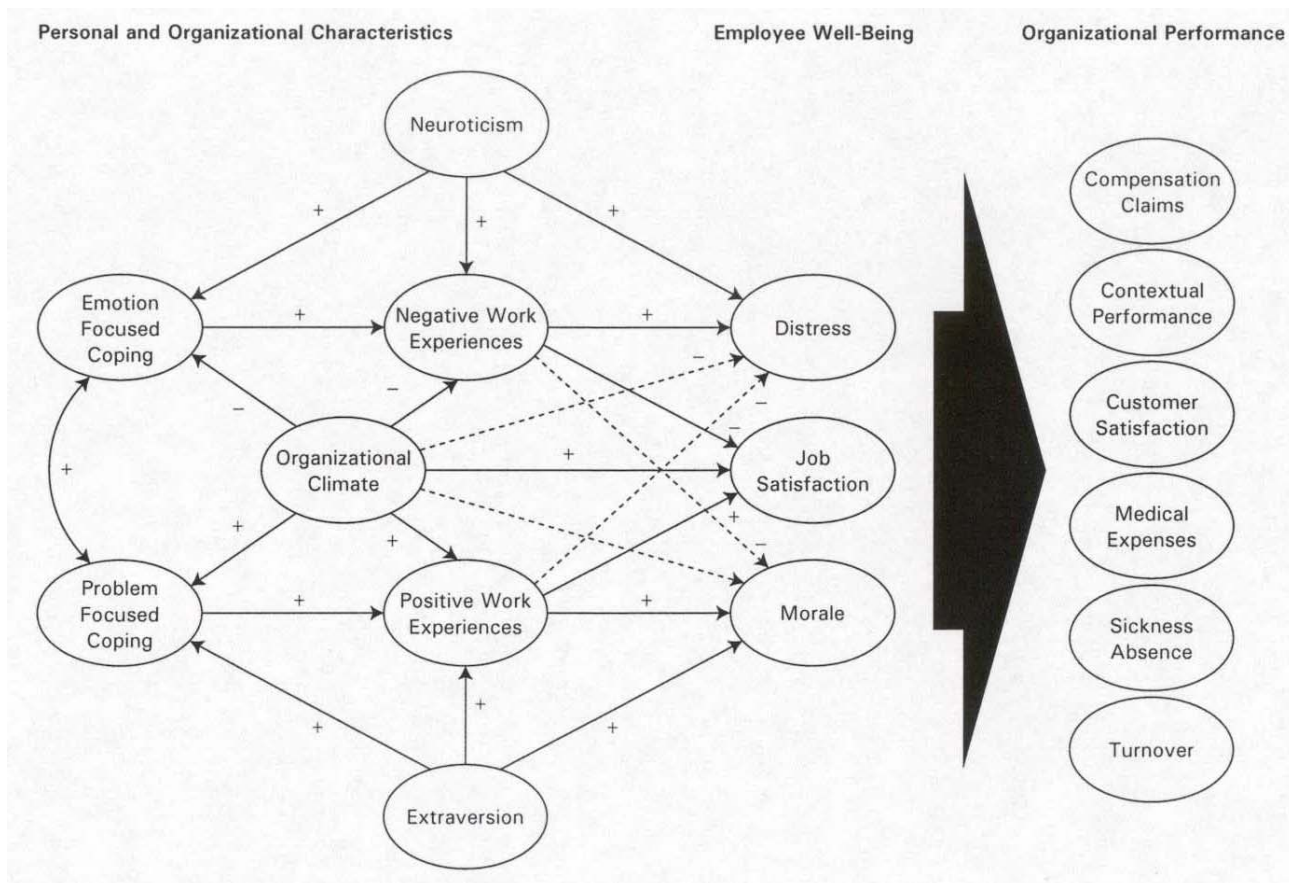 Personal and Organizational Characteristics
Employee Well-Being
Organizational Performance
Neuroticism
Compensation
Claims
+
+
+
Emotion
Focused
Coping
+
Negative Work
Experiences
+
Distress
Contextual
Performance
–
–
–
–
–
Customer
Satisfaction
+
Organizational
Climate
+
Job
Satisfaction
+
+
+
–
Medical
Expenses
Problem
Focused
Coping
+
Positive Work
Experiences
+
Morale
Sickness
Absence
+
+
+
Turnover
Extraversion